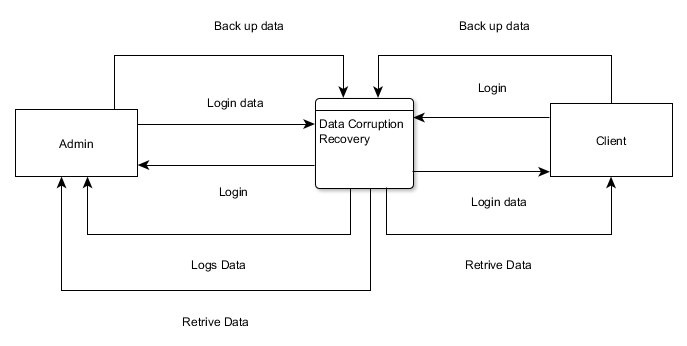 Back up data
Back up data
Login data
Login
Admin
Data Corruption
Recovery
Client
Login
Login data
Logs Data
Retrive Data
Retrive Data